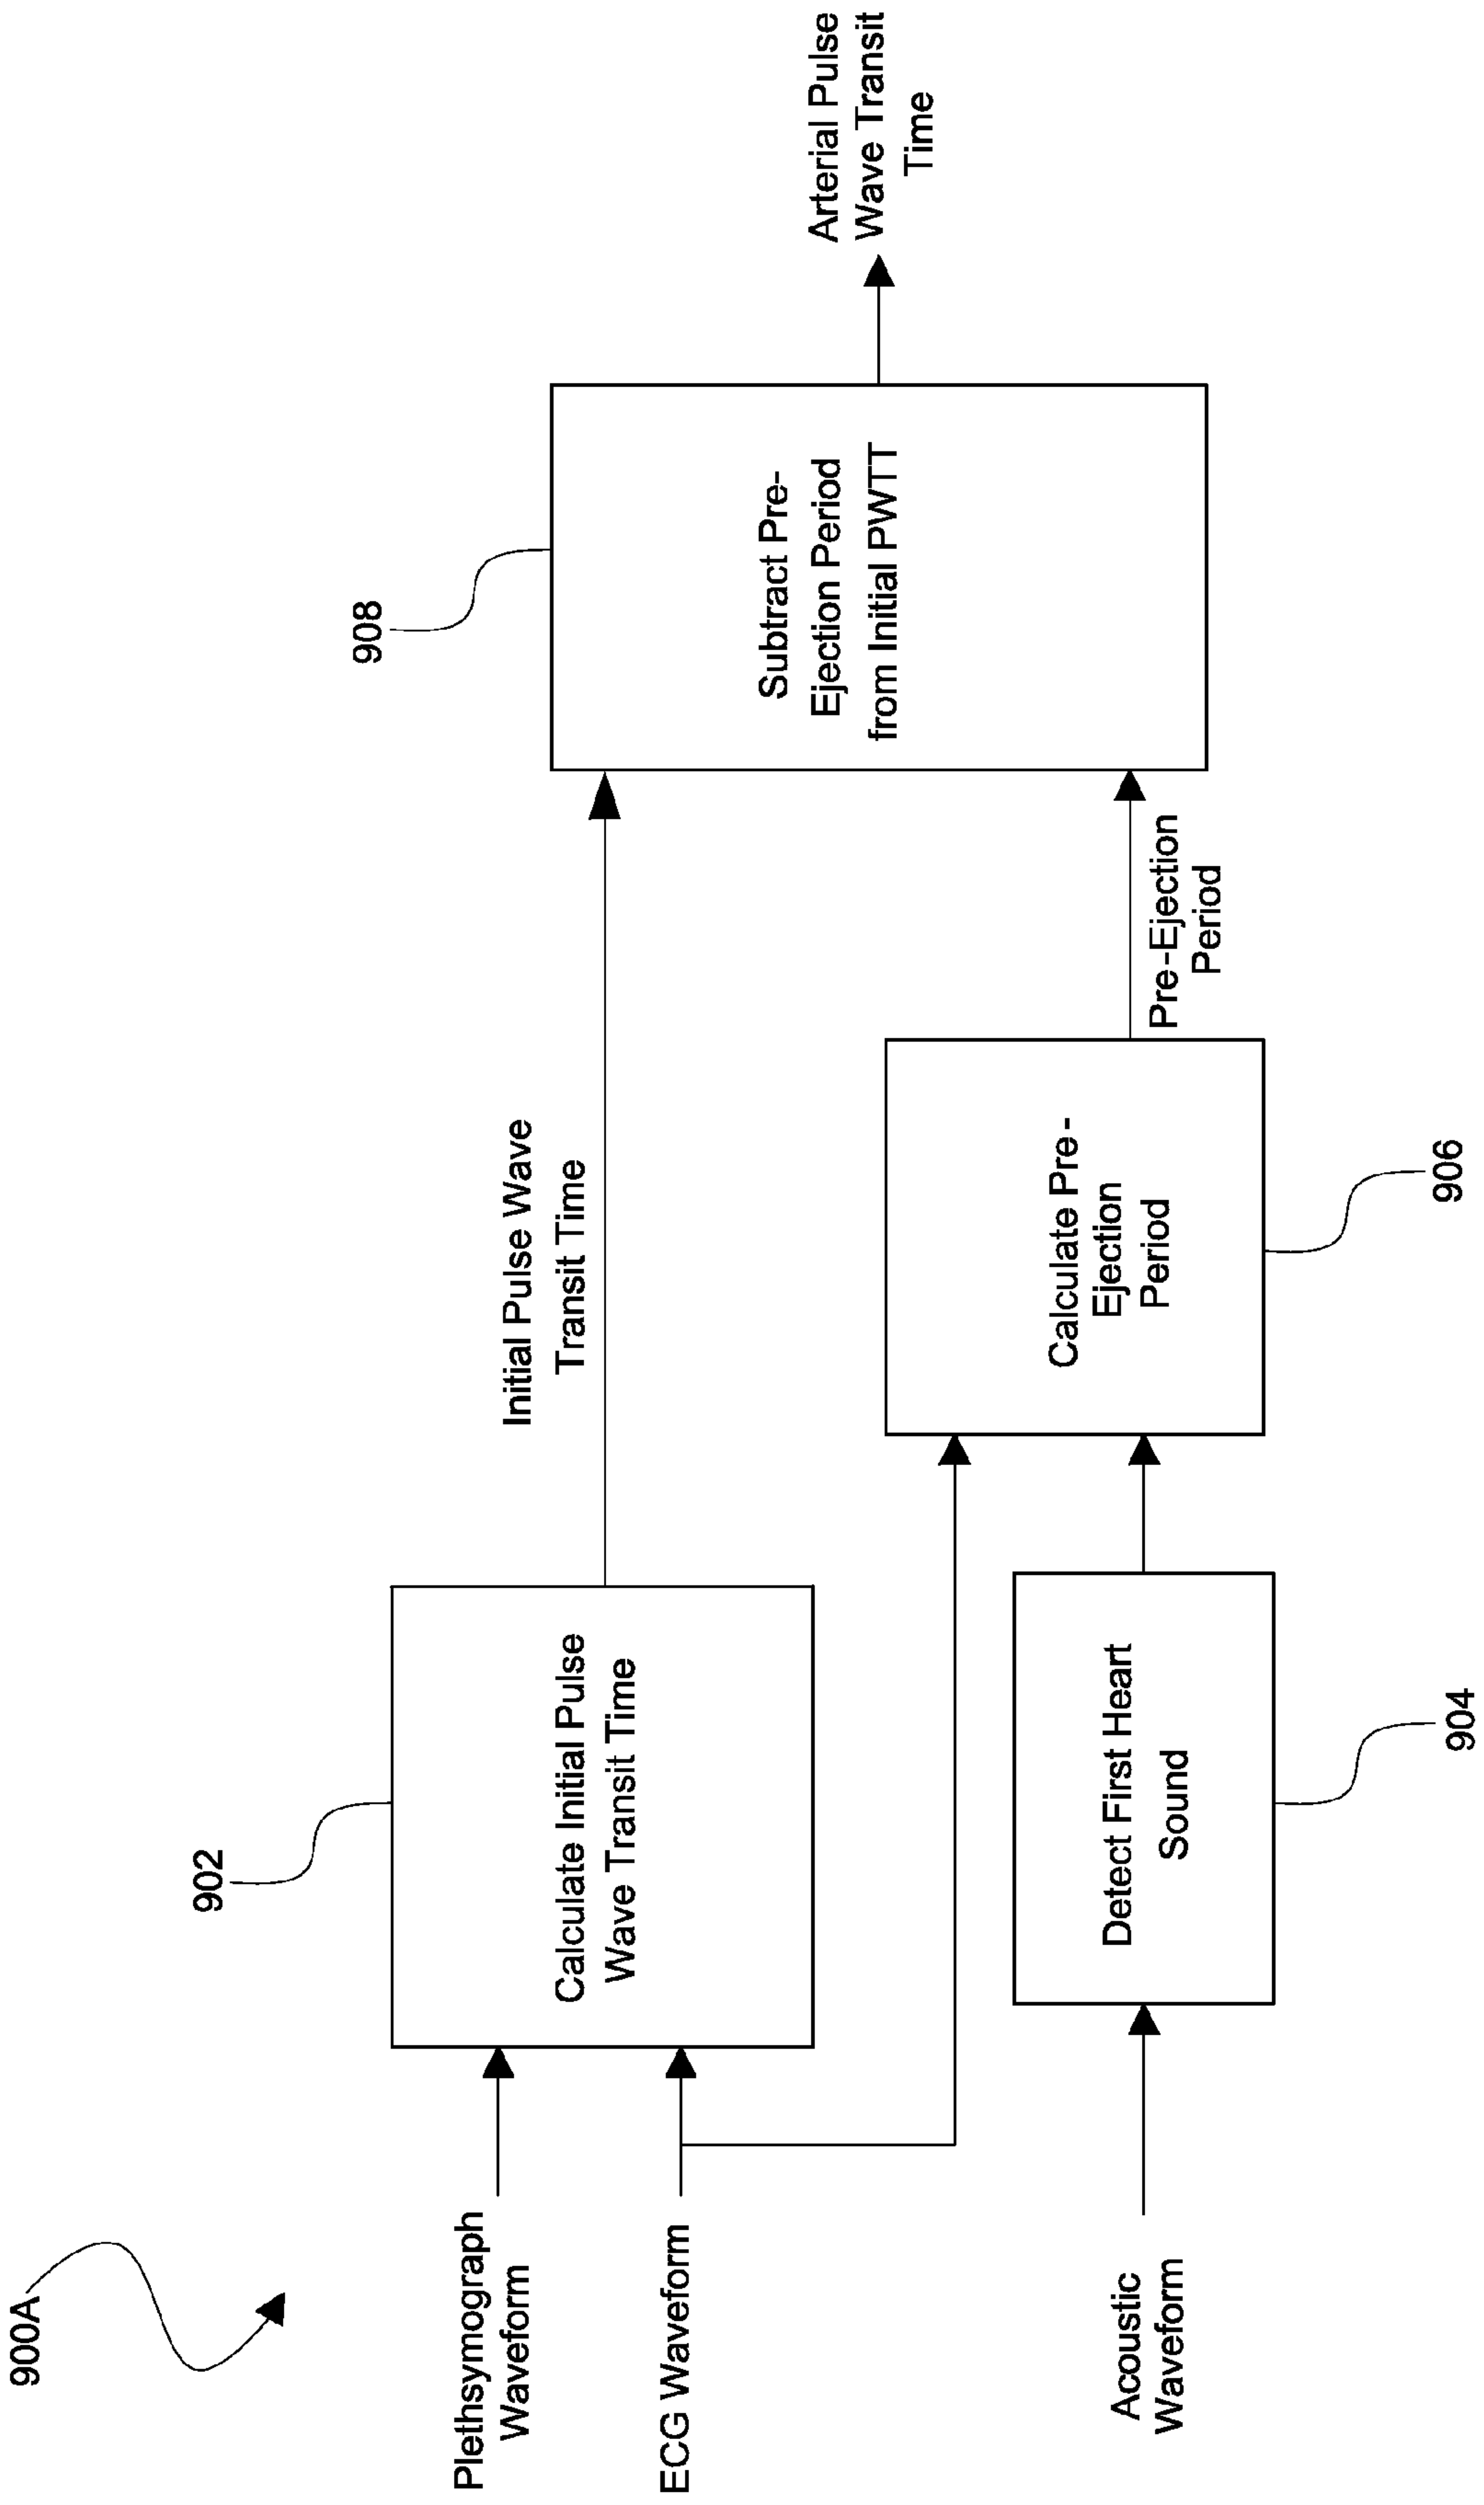 900A
902
Plethsymograph
Waveform
ECG Waveform
Calculate Initial Pulse
Wave Transit Time
Initial Pulse Wave
Transit Time
908
Subtract Pre-
Ejection Period
from Initial PWTT
Arterial Pulse
Wave Transit
Time
Acoustic
Waveform
Detect First Heart
Sound
904
Calculate Pre-
Ejection
Period
906
Pre-Ejection
Period